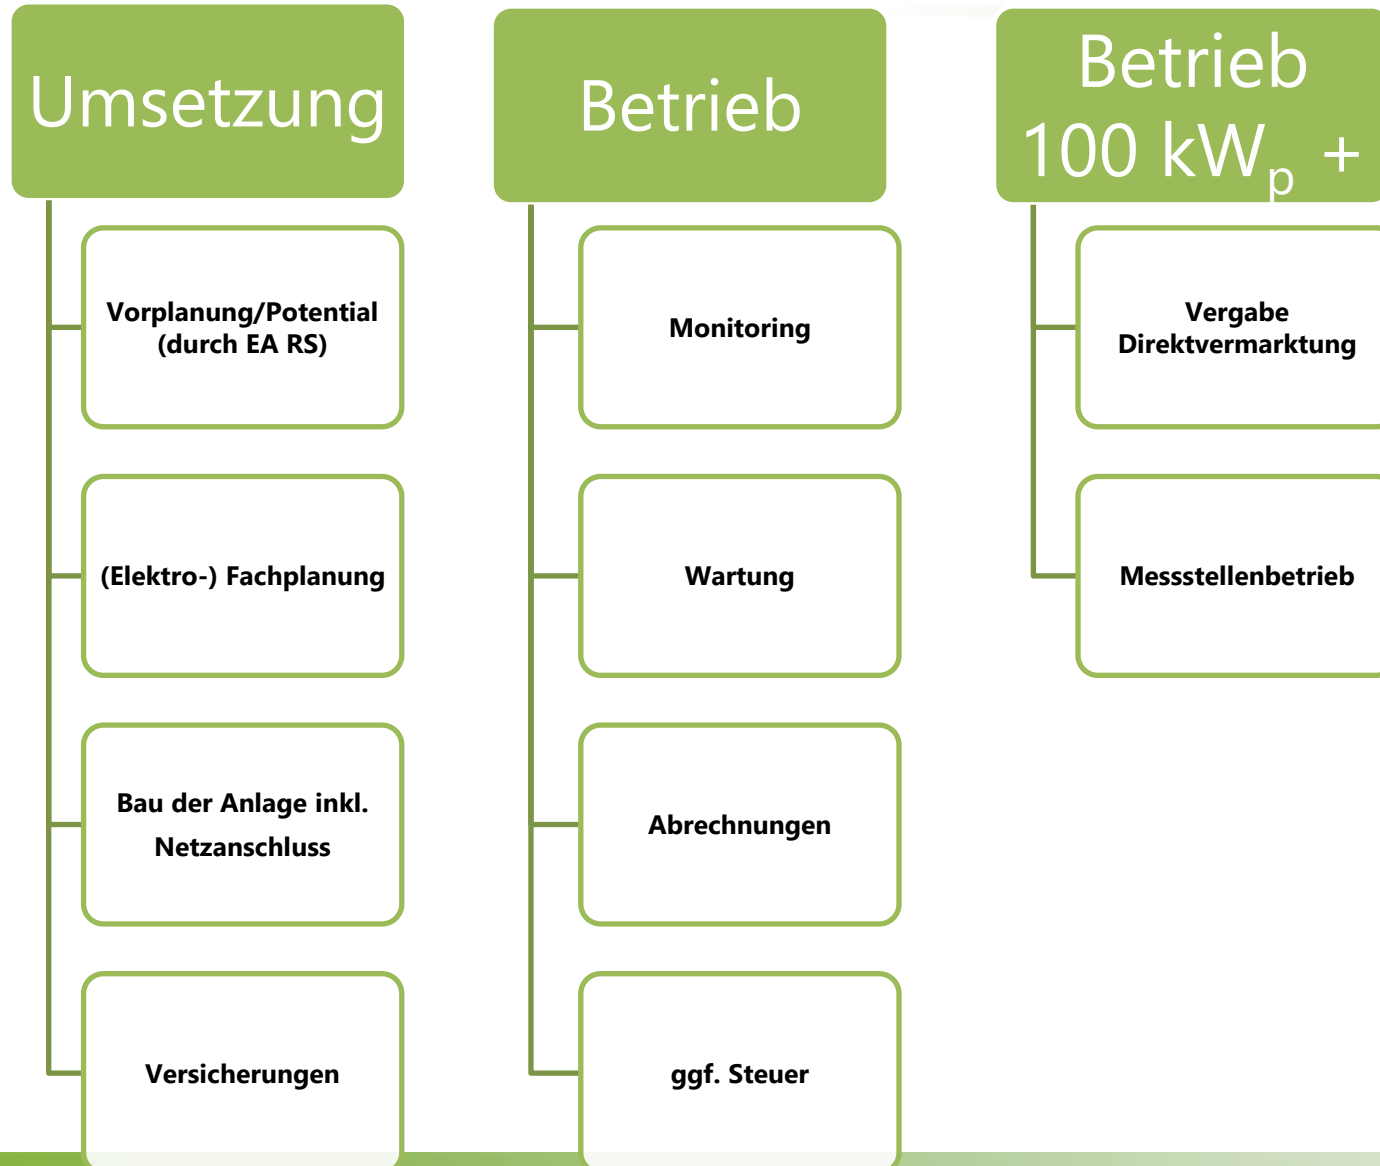 Umsetzung
Vorplanung/Potential
(durch EA RS)
(Elektro-) Fachplanung
Bau der Anlage inkl.
Netzanschluss
Versicherungen
Betrieb
Monitoring
Wartung
Abrechnungen
ggf. Steuer
Betrieb
100 kWp +
Vergabe
Direktvermarktung
Messstellenbetrieb